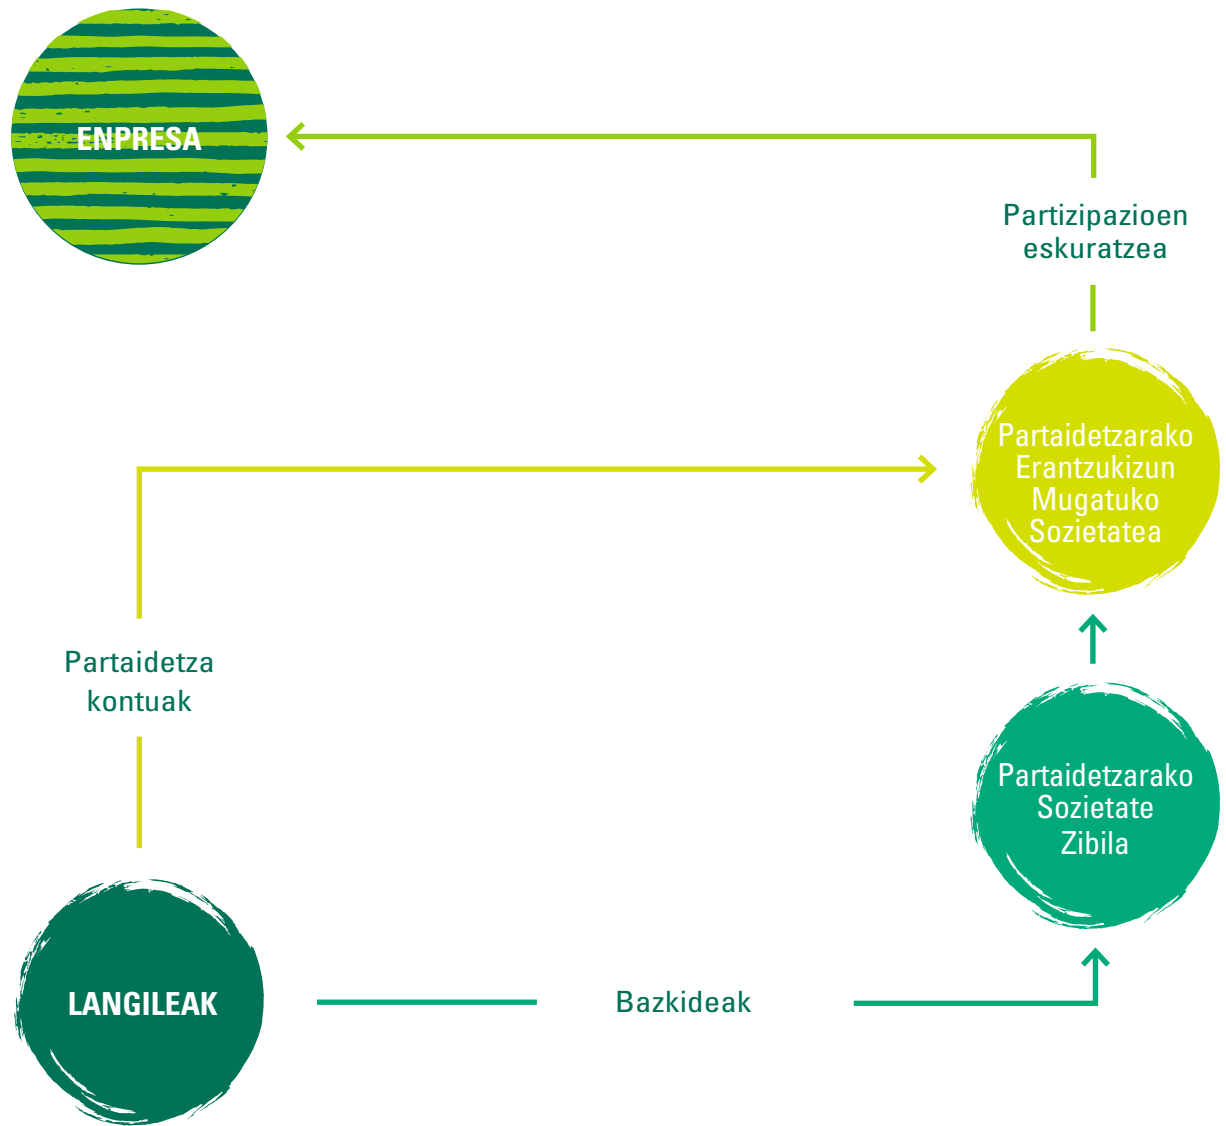 ENPRESA
Partizipazioen
eskuratzea
Partaidetzarako
Erantzukizun
Mugatuko
Sozietatea
Partaidetza
kontuak
Partaidetzarako
Sozietate
Zibila
LANGILEAK
Bazkideak